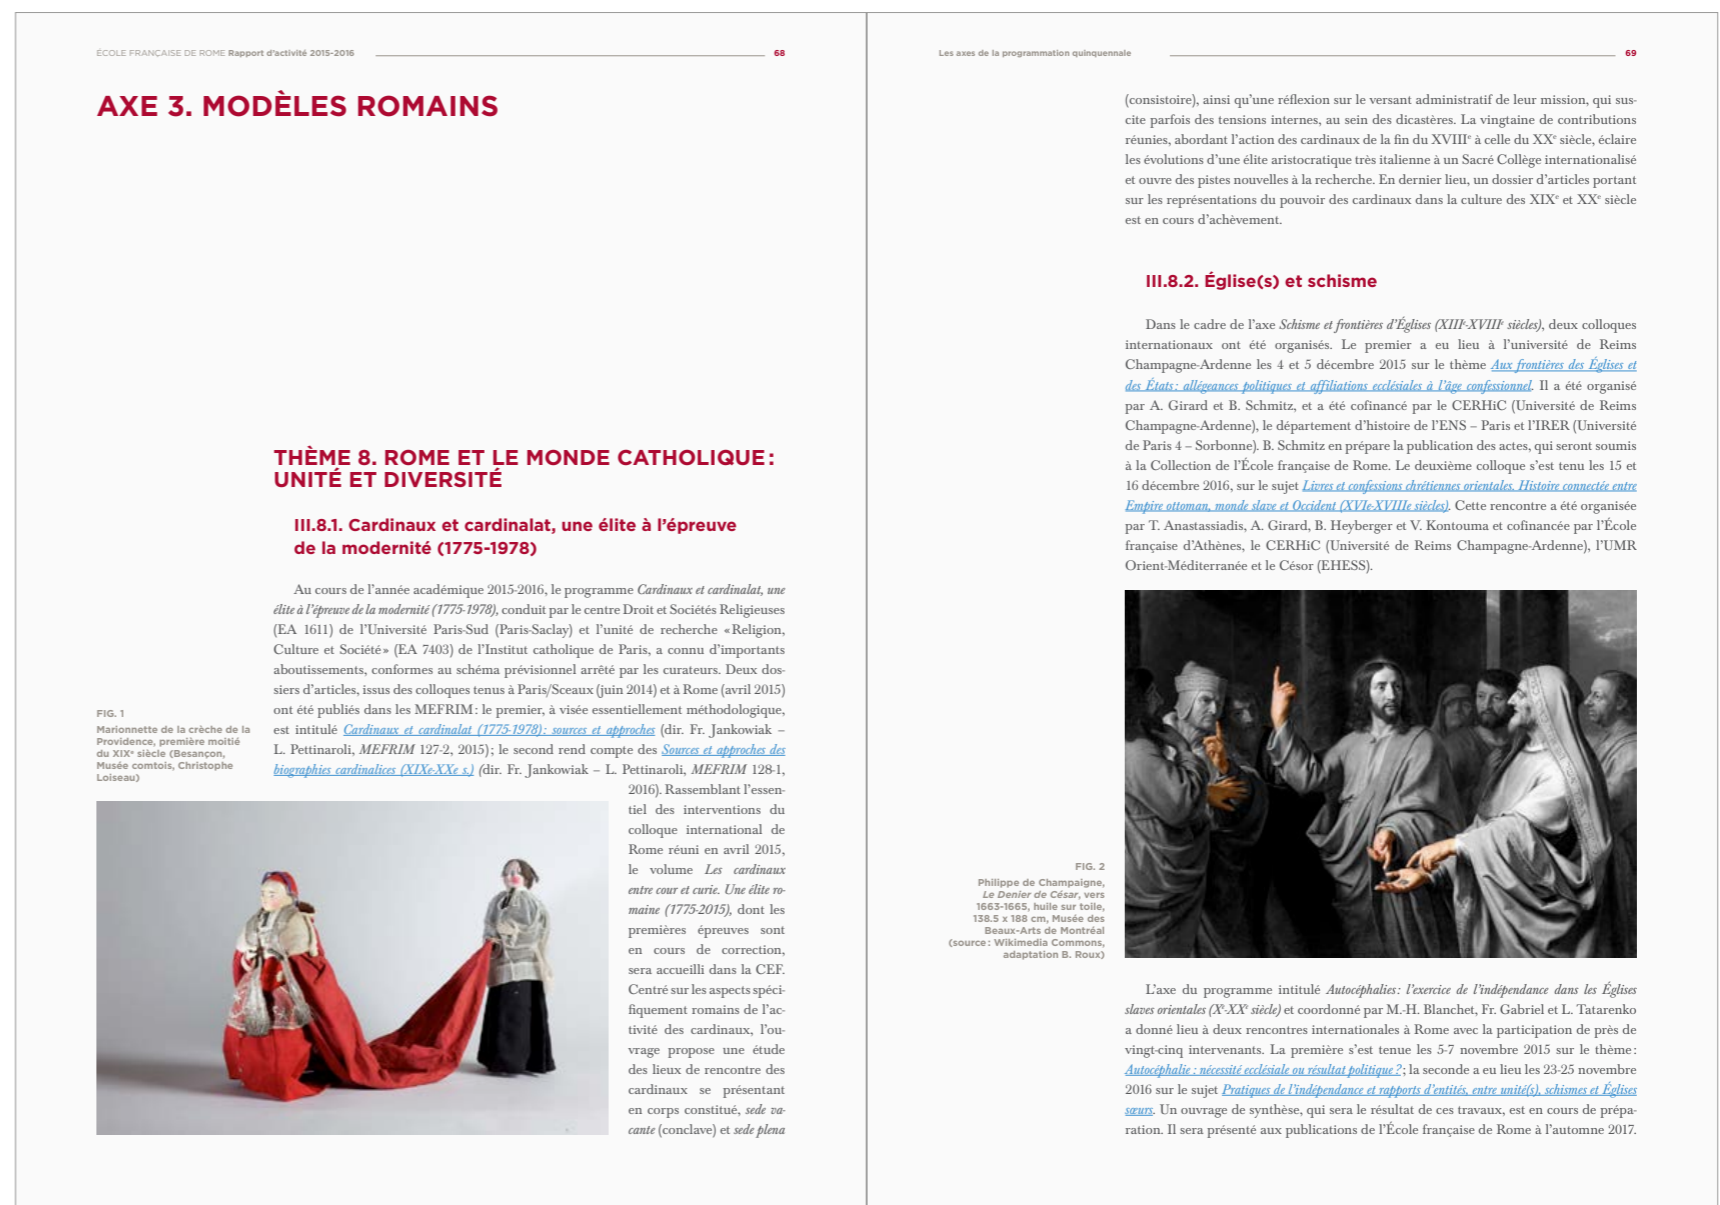 ÉCOLE FRANÇAISE DE ROME Rapport d'activité 2015-2016
68
AXE 3. MODÈLES ROMAINS
THÈME 8. ROME ET LE MONDE CATHOLIQUE :
UNITÉ ET DIVERSITÉ
III.8.1. Cardinaux et cardinalat, une élite à l'épreuve
de la modernité (1775-1978)
Au cours de l'année académique 2015-2016, le programme Cardinaux et cardinalat, une
élite à l'épreuve de la modernité (1775-1978), conduit par le centre Droit et Sociétés Religieuses
(EA 1611) de l'Université Paris-Sud (Paris-Saclay) et l'unité de recherche « Religion,
Culture et Société » (EA 7403) de l'Institut catholique de Paris, a connu d'importants
aboutissements, conformes au schéma prévisionnel arrêté par les curateurs. Deux dos-
siers d'articles, issus des colloques tenus à Paris/Sceaux (juin 2014) et à Rome (avril 2015)
ont été publiés dans les MEFRIM : le premier, à visée essentiellement méthodologique,
est intitulé Cardinaux et cardinalat (1775-1978) : sources et approches (dir. Fr. Jankowiak –
L. Pettinaroli, MEFRIM 127-2, 2015) ; le second rend compte des Sources et approches des
biographies cardinalices (XIXe-XXe s.) (dir. Fr. Jankowiak – L. Pettinaroli, MEFRIM 128-1,
2016). Rassemblant l'essen-
tiel des interventions du
colloque international de
Rome réuni en avril 2015,
le volume Les cardinaux
entre cour et curie. Une élite ro-
maine (1775-2015), dont les
premières épreuves sont
en cours de correction,
sera accueilli dans la CEF.
Centré sur les aspects spéci-
fiquement romains de l'ac-
tivité des cardinaux, l'ou-
vrage propose une étude
des lieux de rencontre des
cardinaux se présentant
en corps constitué, sede va-
cante (conclave) et sede plena
FIG. 1
Marionnette de la crèche de la
Providence, première moitié
du XIXe siècle (Besançon,
Musée comtois, Christophe
Loiseau)
Les axes de la programmation quinquennale
69
(consistoire), ainsi qu'une réflexion sur le versant administratif de leur mission, qui sus-
cite parfois des tensions internes, au sein des dicastères. La vingtaine de contributions
réunies, abordant l'action des cardinaux de la fin du XVIIIe à celle du XXe siècle, éclaire
les évolutions d'une élite aristocratique très italienne à un Sacré Collège internationalisé
et ouvre des pistes nouvelles à la recherche. En dernier lieu, un dossier d'articles portant
sur les représentations du pouvoir des cardinaux dans la culture des XIXe et XXe siècle
est en cours d'achèvement.
III.8.2. Église(s) et schisme
Dans le cadre de l'axe Schisme et frontières d'Églises (XIIIe-XVIIIe siècles), deux colloques
internationaux ont été organisés. Le premier a eu lieu à l'université de Reims
Champagne-Ardenne les 4 et 5 décembre 2015 sur le thème Aux frontières des Églises et
des États : allégeances politiques et affiliations ecclésiales à l'âge confessionnel. Il a été organisé
par A. Girard et B. Schmitz, et a été cofinancé par le CERHiC (Université de Reims
Champagne-Ardenne), le département d'histoire de l'ENS – Paris et l'IRER (Université
de Paris 4 – Sorbonne). B. Schmitz en prépare la publication des actes, qui seront soumis
à la Collection de l'École française de Rome. Le deuxième colloque s'est tenu les 15 et
16 décembre 2016, sur le sujet Livres et confessions chrétiennes orientales. Histoire connectée entre
Empire ottoman, monde slave et Occident (XVIe-XVIIIe siècles). Cette rencontre a été organisée
par T. Anastassiadis, A. Girard, B. Heyberger et V. Kontouma et cofinancée par l'École
française d'Athènes, le CERHiC (Université de Reims Champagne-Ardenne), l'UMR
Orient-Méditerranée et le Césor (EHESS).
FIG. 2
Philippe de Champaigne,
Le Denier de César, vers
1663-1665, huile sur toile,
138.5 x 188 cm, Musée des
Beaux-Arts de Montréal
(source : Wikimedia Commons,
adaptation B. Roux)
L'axe du programme intitulé Autocéphalies : l'exercice de l'indépendance dans les Églises
slaves orientales (Xe-XXe siècle) et coordonné par M.-H. Blanchet, Fr. Gabriel et L. Tatarenko
a donné lieu à deux rencontres internationales à Rome avec la participation de près de
vingt-cinq intervenants. La première s'est tenue les 5-7 novembre 2015 sur le thème :
Autocéphalie : nécessité ecclésiale ou résultat politique ? ; la seconde a eu lieu les 23-25 novembre
2016 sur le sujet Pratiques de l'indépendance et rapports d'entités, entre unité(s), schismes et Églises
sœurs. Un ouvrage de synthèse, qui sera le résultat de ces travaux, est en cours de prépa-
ration. Il sera présenté aux publications de l'École française de Rome à l'automne 2017.